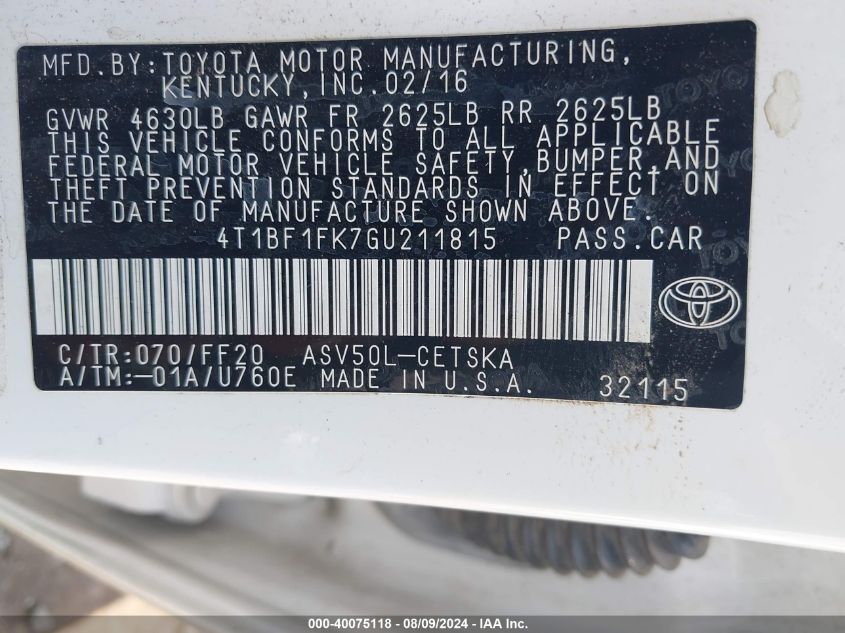 MFD.BY:TOYOTA MOTOR MANUFACTURING,
KENTUCKY,INC.02/16
GVWR 4630LB GAWR FR 2625LB RR 2625LB
THIS VEHICLE CONFORMS TO ALL APPLICABLE
FEDERAL MOTOR VEHICLE SAFETY,BUMPER,AND
THEFT PREVENTION STANDARDS IN EFFECT ON
THE DATE OF MANUFACTURE SHOWN ABOVE.
4T1BF1FK7GU211815 PASS.CAR
C/TR:070/FF20 ASV50L-CETSKA
A/TM:-01A/U760E MADE IN U.S.A. 32115
000-40075118 - 08/09/2024 - IAA Inc.